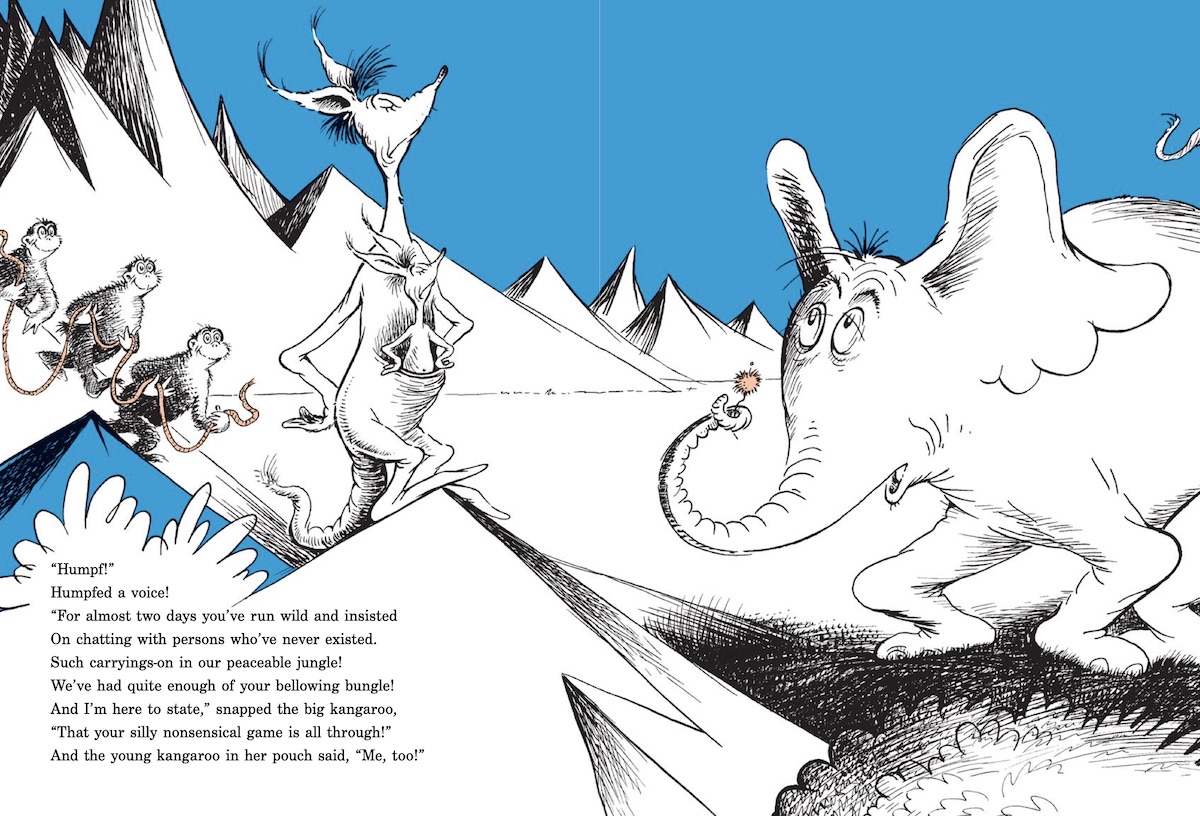 “Humpf!”
Humpfed a voice!
“For almost two days you’ve run wild and insisted
On chatting with persons who’ve never existed.
Such carryings-on in our peaceable jungle!
We’ve had quite enough of your bellowing bungle!
And I’m here to state,” snapped the big kangaroo,
“That your silly nonsensical game is all through!”
And the young kangaroo in her pouch said, “Me, too!”